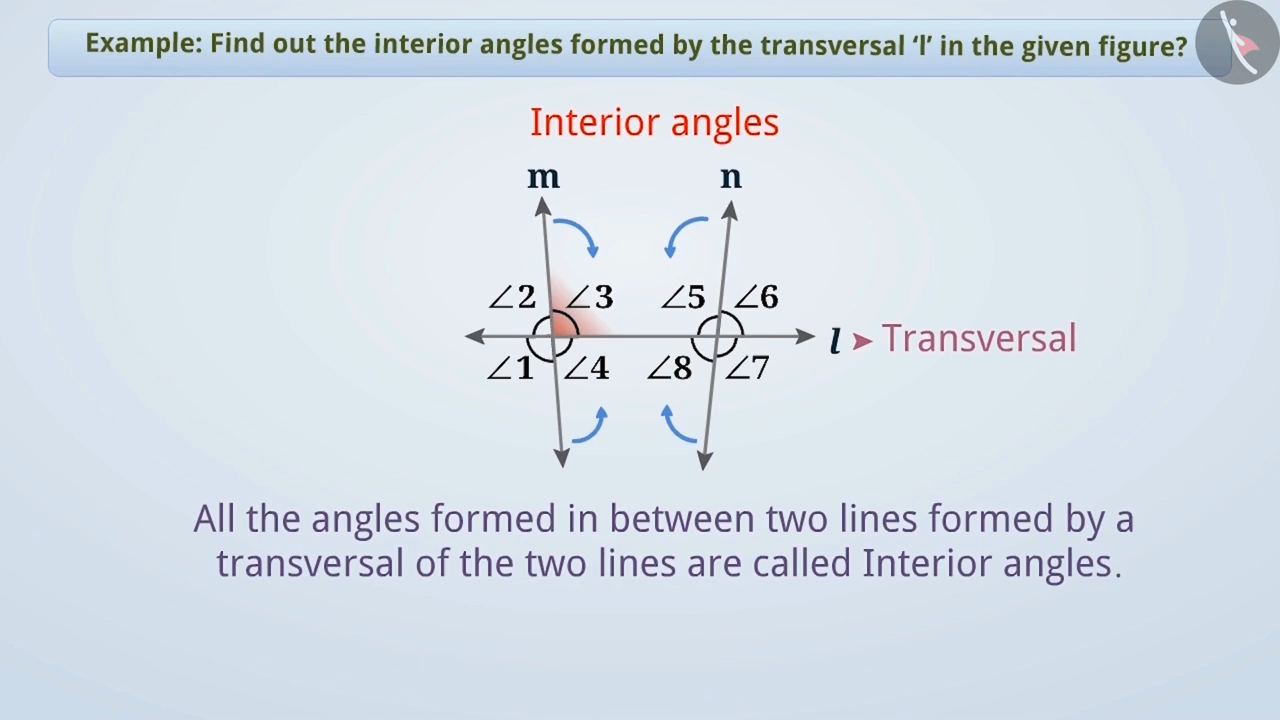 Example: Find out the interior angles formed by the transversal ‘l’ in the given figure?
Interior angles
m n
∠2 ∠3 ∠5 ∠6
l ➤ Transversal
∠1 ∠4 ∠8 ∠7
All the angles formed in between two lines formed by a
transversal of the two lines are called Interior angles.